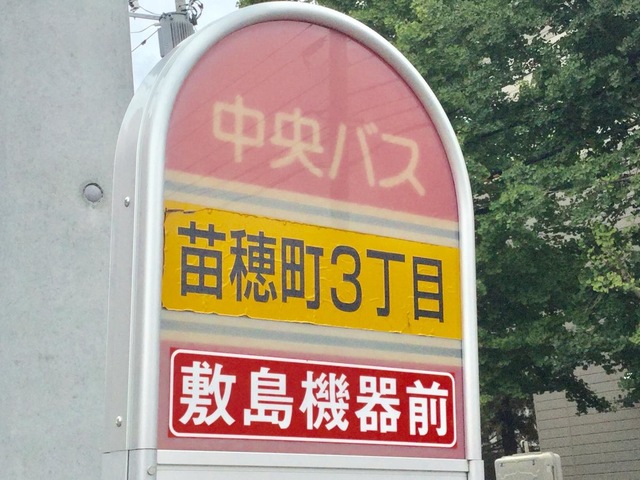 中央バス
苗穂町3丁目
敷島機器前